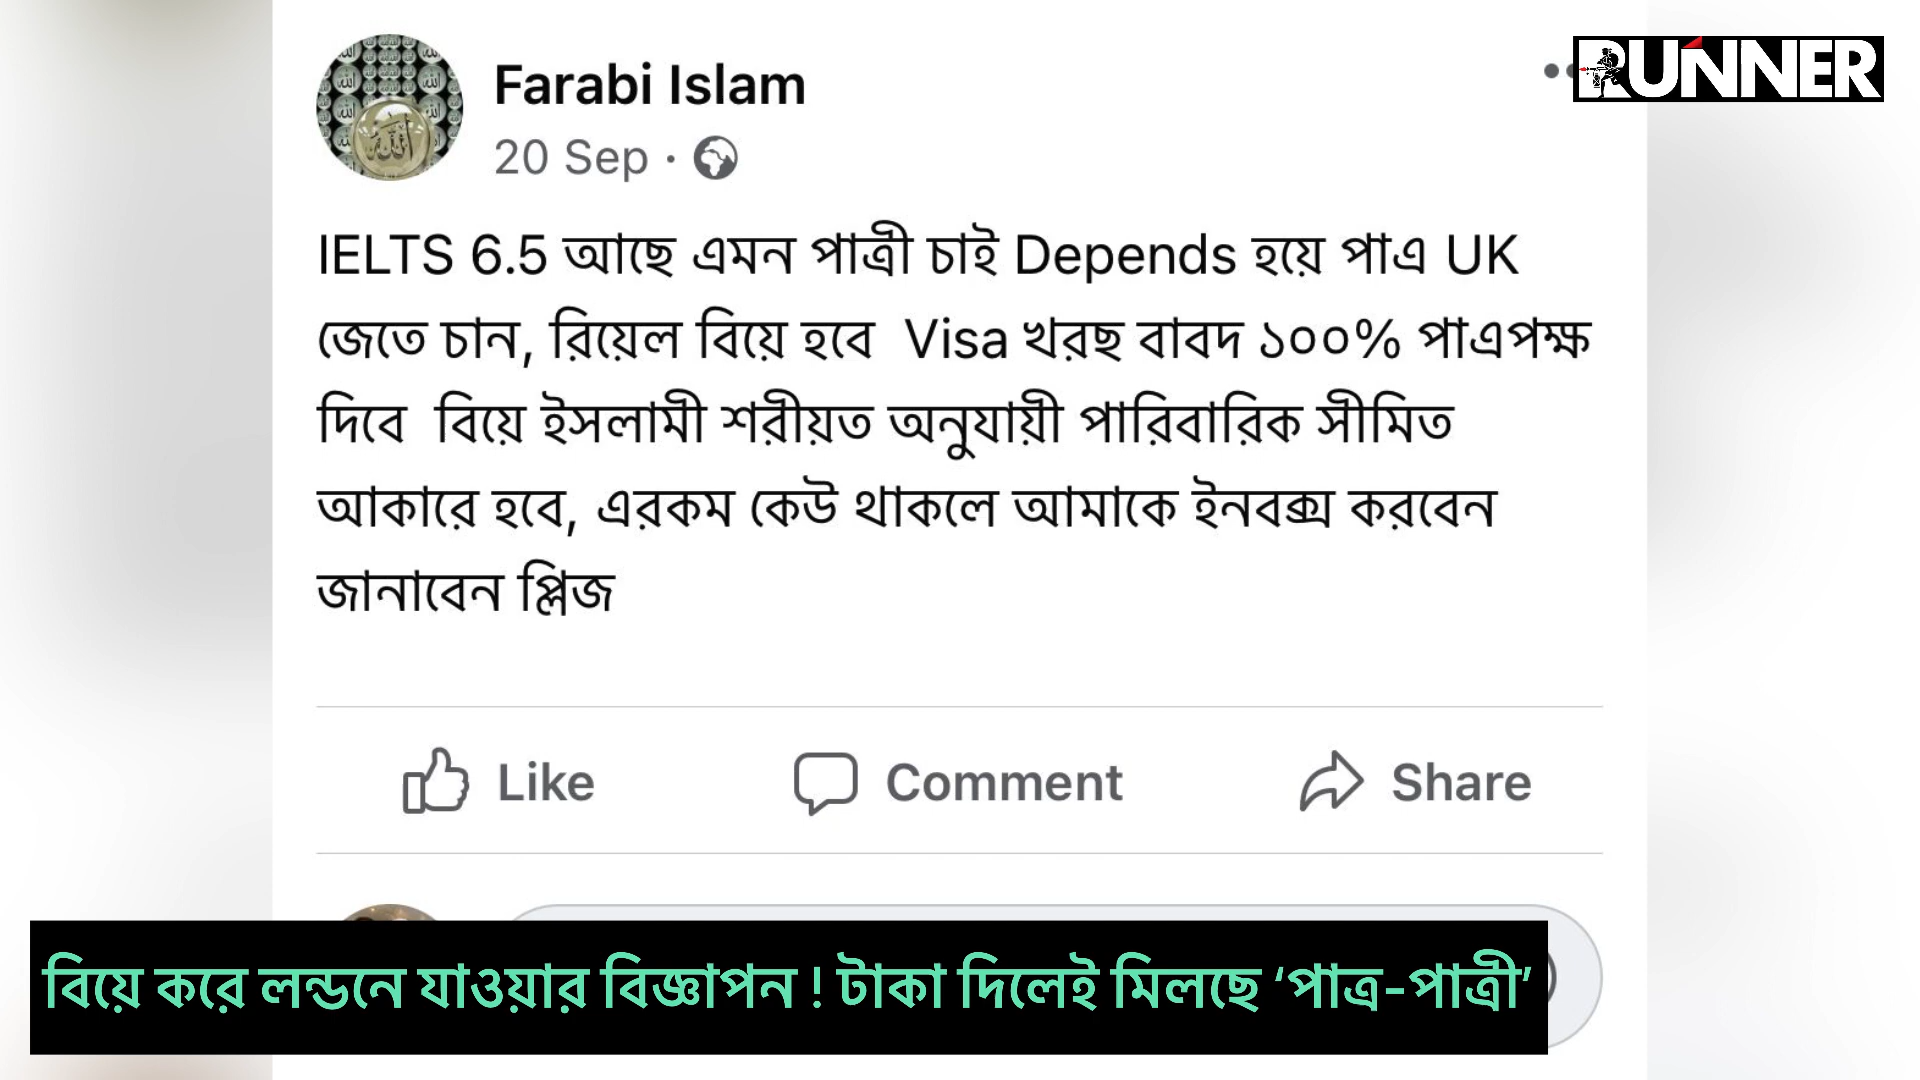 RUNNER
Farabi Islam
20 Sep ·
IELTS 6.5 আছে এমন পাত্রী চাই Depends হয়ে পাএ UK
জেতে চান, রিয়েল বিয়ে হবে Visa খরছ বাবদ ১০০% পাএপক্ষ
দিবে বিয়ে ইসলামী শরীয়ত অনুযায়ী পারিবারিক সীমিত
আকারে হবে, এরকম কেউ থাকলে আমাকে ইনবক্স করবেন
জানাবেন প্লিজ
Like Comment Share
বিয়ে করে লন্ডনে যাওয়ার বিজ্ঞাপন ! টাকা দিলেই মিলছে ‘পাত্র-পাত্রী’